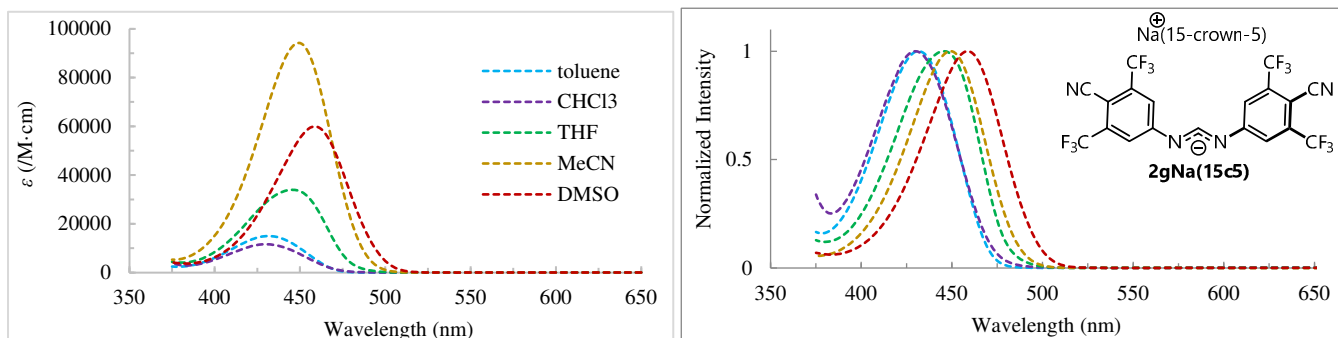 100000
80000
60000
40000
20000
0
ε (/M·cm)
350 400 450 500 550 600 650
Wavelength (nm)
toluene
CHCl3
THF
MeCN
DMSO
1
0.5
0
Normalized Intensity
350 400 450 500 550 600 650
Wavelength (nm)
⊕
Na(15-crown-5)
CF3 CF3
NC CN
F3C N N CF3
⊖
2gNa(15c5)